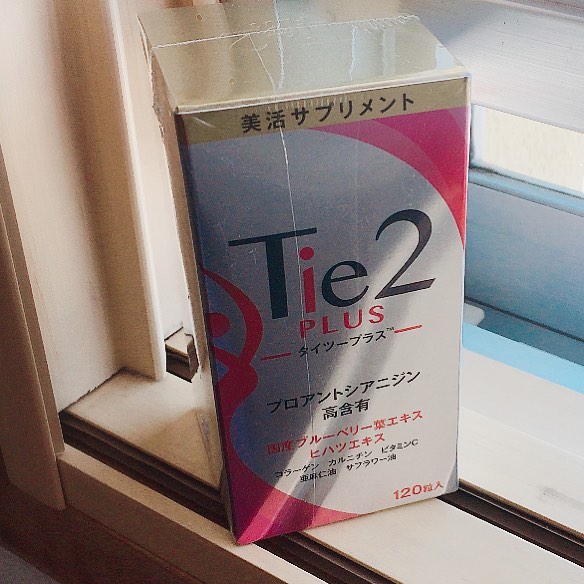 美活サプリメント
Tie2
PLUS
タイツープラス™
プロアントシアニジン
高含有
国産ブルーベリー葉エキス
ヒハツエキス
コラーゲン カルニチン ビタミンC
亜麻仁油 サフラワー油
120粒入